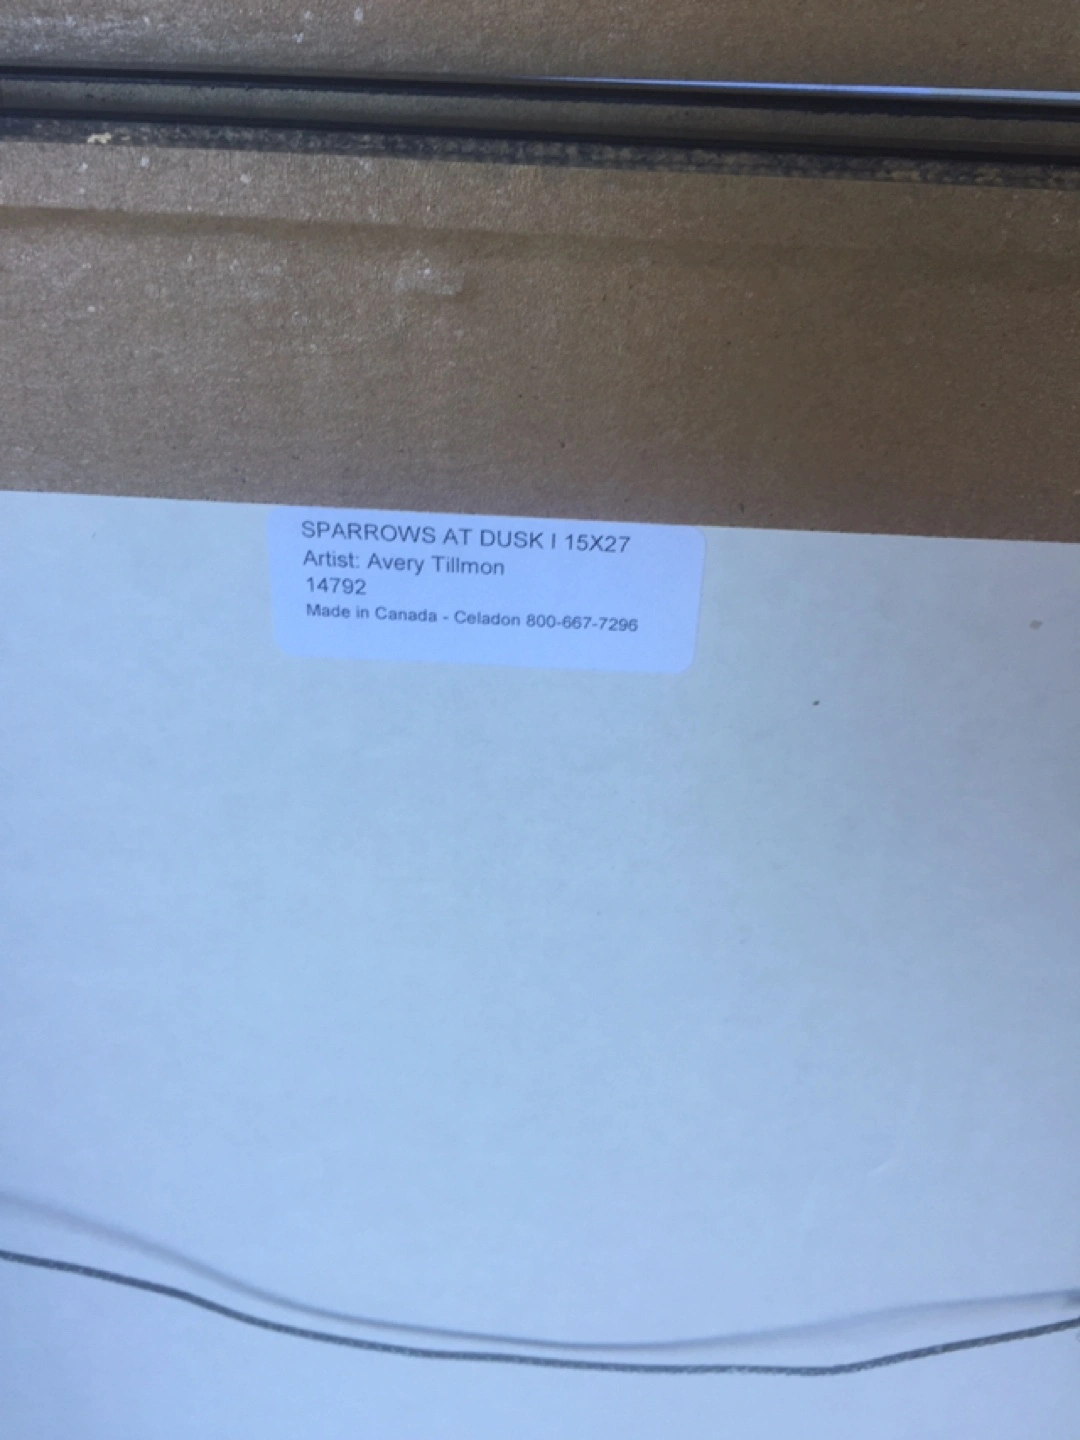 SPARROWS AT DUSK I 15X27
Artist: Avery Tillmon
14792
Made in Canada - Celadon 800-667-7296